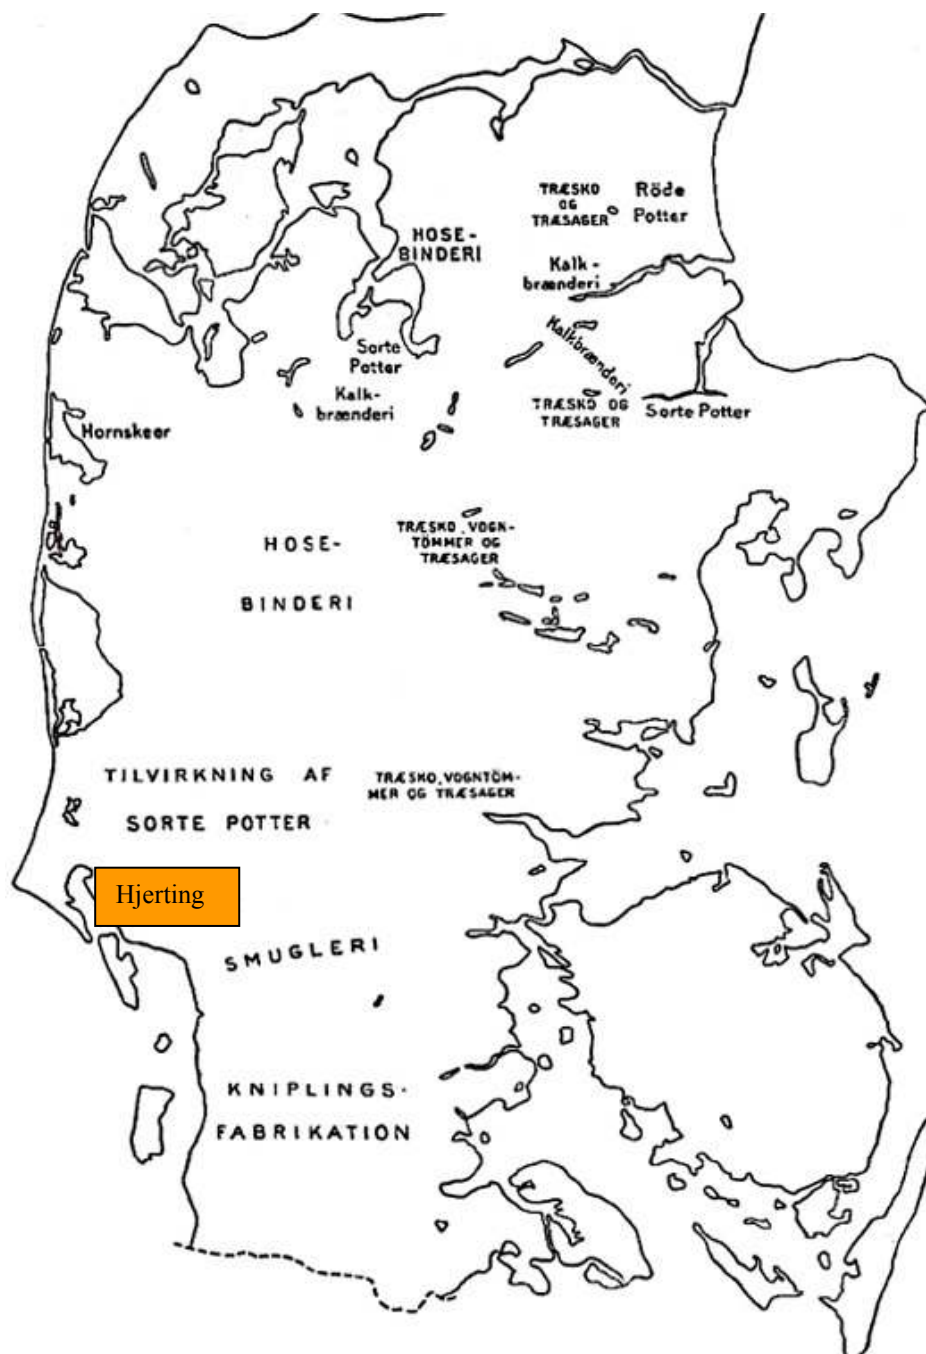 TRÆSKO
OG
TRÆSAGER
Röde
Potter
HOSE-
BINDERI
Kalk-
brænderi
Kalkbrænderi
Sorte
Potter
Kalk-
brænderi
TRÆSKO OG
TRÆSAGER
Sorte Potter
Hornskeer
HOSE-
BINDERI
TRÆSKO, VOGN-
TÖMMER OG
TRÆSAGER
TILVIRKNING AF
SORTE POTTER
TRÆSKO, VOGNTÖM-
MER OG TRÆSAGER
Hjerting
SMUGLERI
KNIPLINGS-
FABRIKATION